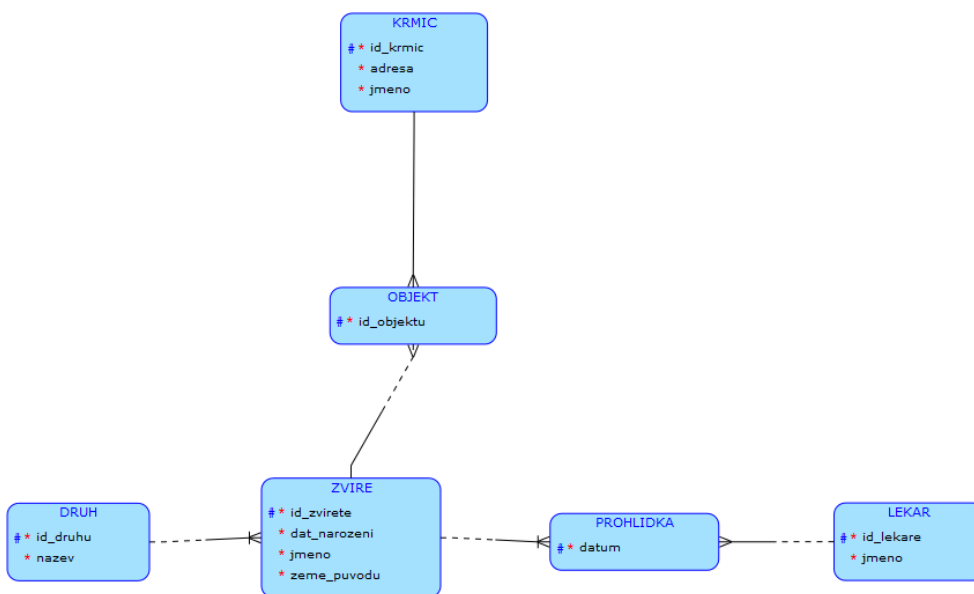 KRMIC
# * id_krmic
* adresa
* jmeno
OBJEKT
# * id_objektu
DRUH
# * id_druhu
* nazev
ZVIRE
# * id_zvirete
* dat_narozeni
* jmeno
* zeme_puvodu
PROHLIDKA
# * datum
LEKAR
# * id_lekare
* jmeno